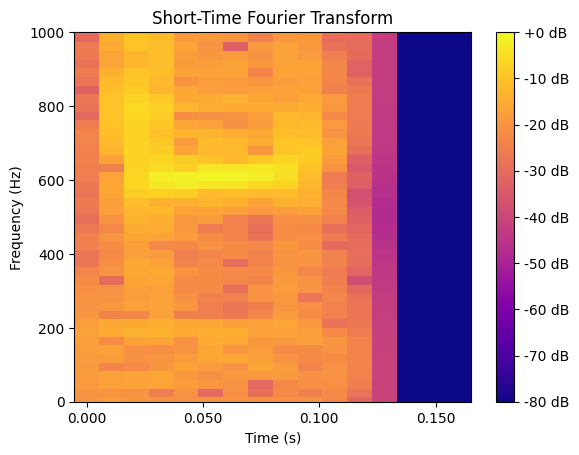 Short-Time Fourier Transform
1000
800
600
400
200
0
Frequency (Hz)
0.000
0.050
0.100
0.150
Time (s)
+0 dB
-10 dB
-20 dB
-30 dB
-40 dB
-50 dB
-60 dB
-70 dB
-80 dB